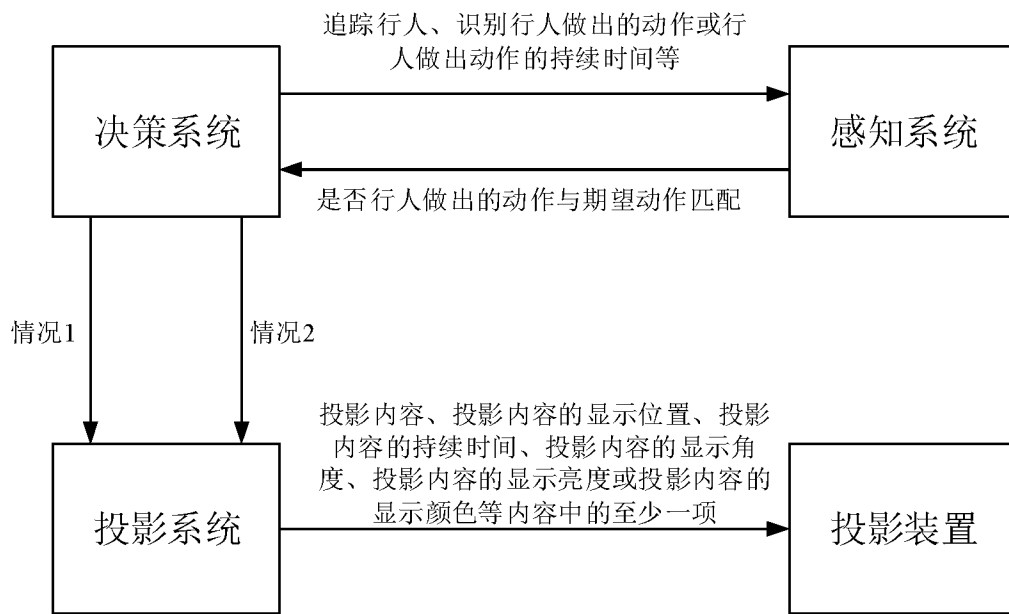 追踪行人、识别行人做出的动作或行
人做出动作的持续时间等
决策系统
感知系统
是否行人做出的动作与期望动作匹配
情况1
情况2
投影内容、投影内容的显示位置、投影
内容的持续时间、投影内容的显示角
度、投影内容的显示亮度或投影内容的
显示颜色等内容中的至少一项
投影系统
投影装置